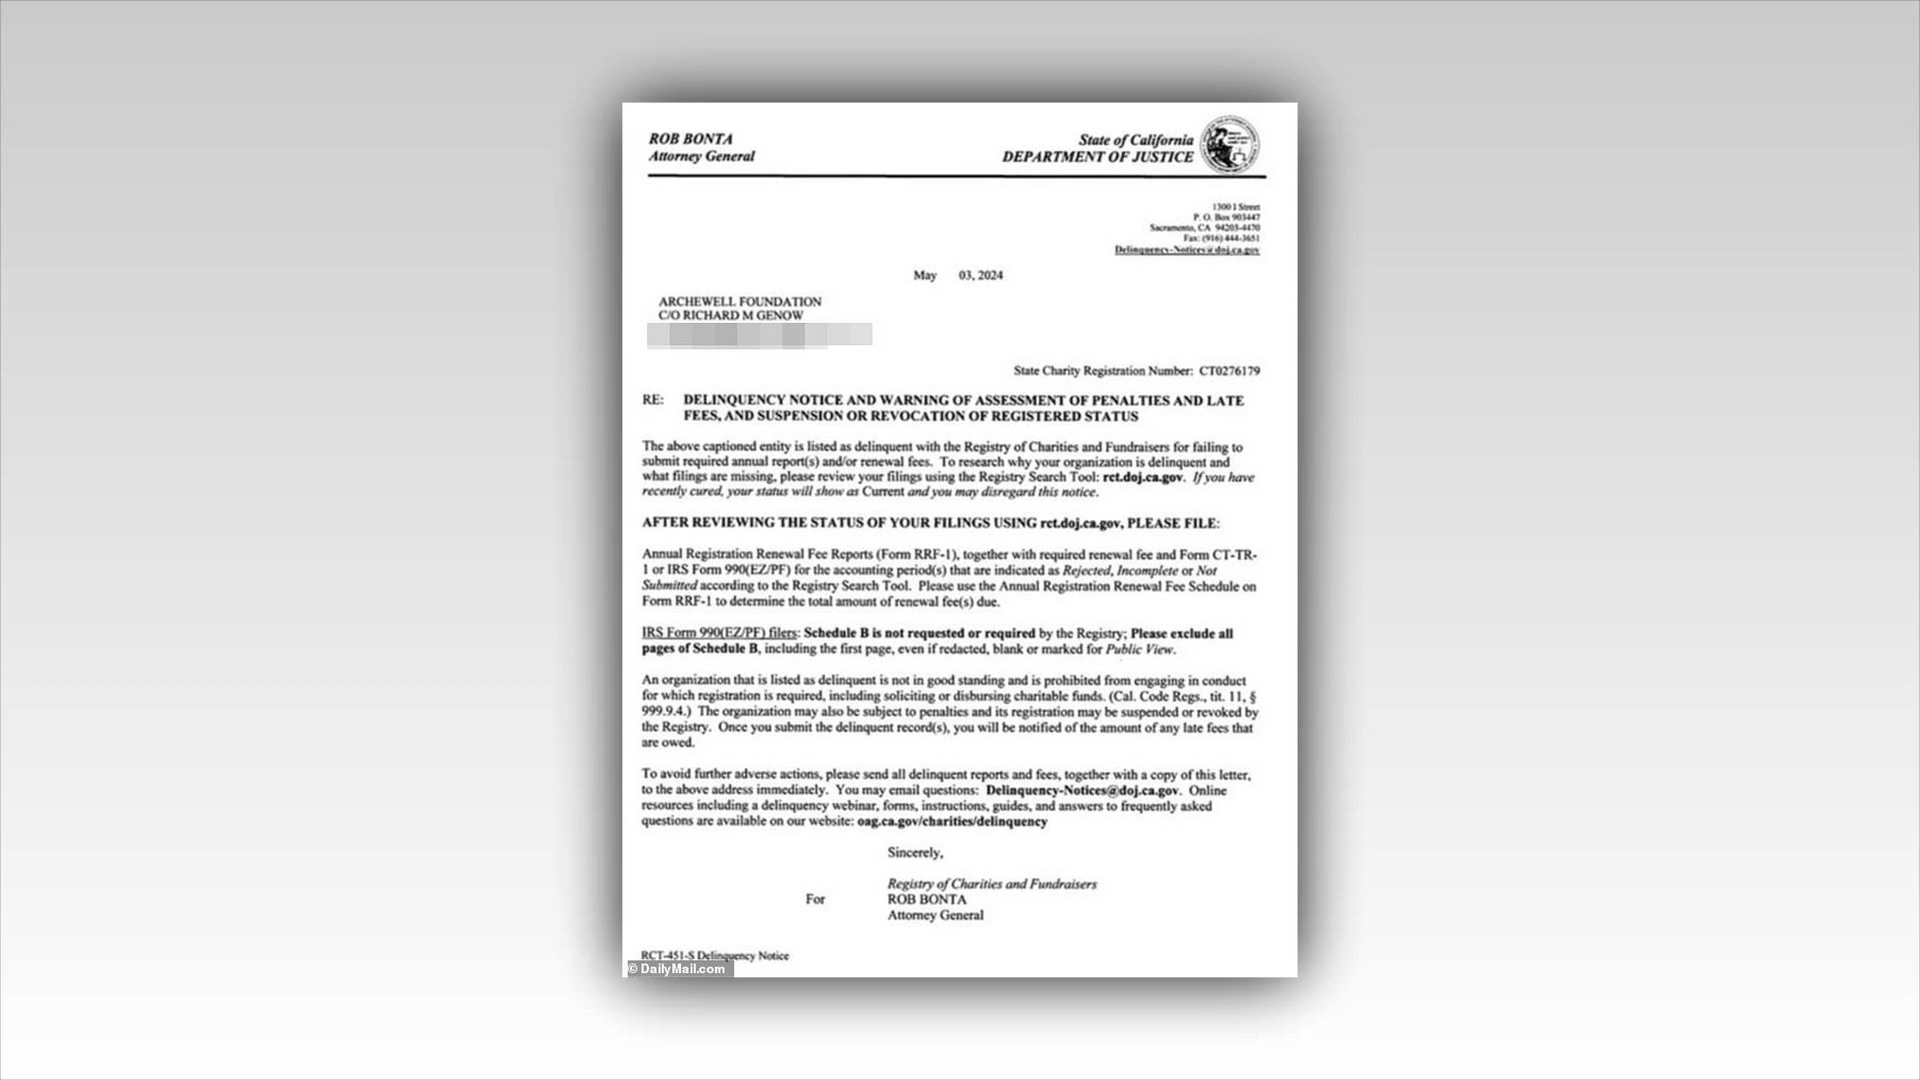 ROB BONTA
Attorney General
State of California
DEPARTMENT OF JUSTICE
1300 I Street
P. O. Box 903447
Sacramento, CA 94203-4470
Fax: (916) 444-3651
Delinquency-Notices@doj.ca.gov
May 03, 2024
ARCHEWELL FOUNDATION
C/O RICHARD M GENOW
State Charity Registration Number: CT0276179
RE: DELINQUENCY NOTICE AND WARNING OF ASSESSMENT OF PENALTIES AND LATE
FEES, AND SUSPENSION OR REVOCATION OF REGISTERED STATUS
The above captioned entity is listed as delinquent with the Registry of Charities and Fundraisers for failing to
submit required annual report(s) and/or renewal fees. To research why your organization is delinquent and
what filings are missing, please review your filings using the Registry Search Tool: rct.doj.ca.gov. If you have
recently cured, your status will show as Current and you may disregard this notice.
AFTER REVIEWING THE STATUS OF YOUR FILINGS USING rct.doj.ca.gov, PLEASE FILE:
Annual Registration Renewal Fee Reports (Form RRF-1), together with required renewal fee and Form CT-TR-
1 or IRS Form 990(EZ/PF) for the accounting period(s) that are indicated as Rejected, Incomplete or Not
Submitted according to the Registry Search Tool. Please use the Annual Registration Renewal Fee Schedule on
Form RRF-1 to determine the total amount of renewal fee(s) due.
IRS Form 990(EZ/PF) filers: Schedule B is not requested or required by the Registry; Please exclude all
pages of Schedule B, including the first page, even if redacted, blank or marked for Public View.
An organization that is listed as delinquent is not in good standing and is prohibited from engaging in conduct
for which registration is required, including soliciting or disbursing charitable funds. (Cal. Code Regs., tit. 11, §
999.9.4.) The organization may also be subject to penalties and its registration may be suspended or revoked by
the Registry. Once you submit the delinquent record(s), you will be notified of the amount of any late fees that
are owed.
To avoid further adverse actions, please send all delinquent reports and fees, together with a copy of this letter,
to the above address immediately. You may email questions: Delinquency-Notices@doj.ca.gov. Online
resources including a delinquency webinar, forms, instructions, guides, and answers to frequently asked
questions are available on our website: oag.ca.gov/charities/delinquency
Sincerely,
Registry of Charities and Fundraisers
For ROB BONTA
Attorney General
RCT-451-S Delinquency Notice
© DailyMail.com